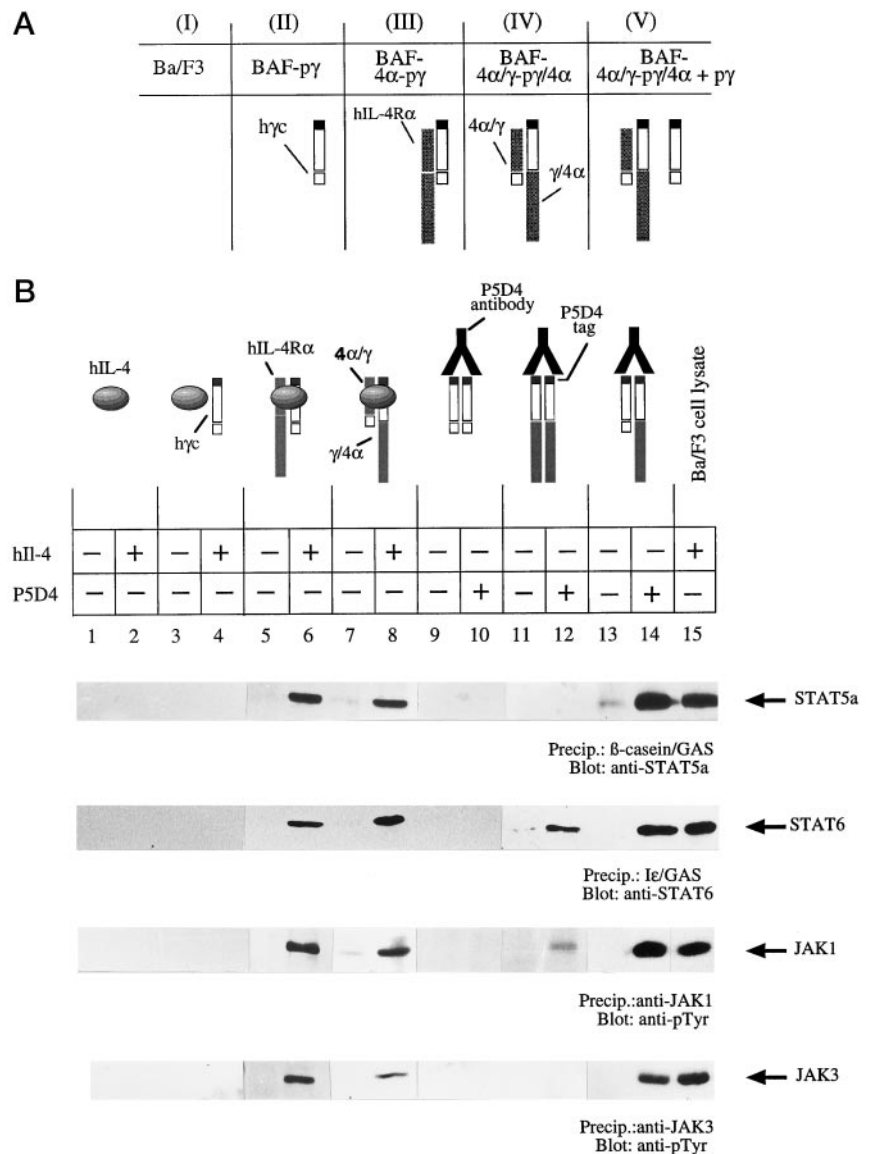 A
(I) (II) (III) (IV) (V)
Ba/F3 BAF-pγ BAF- 4α-pγ BAF- 4α/γ-pγ/4α BAF- 4α/γ-pγ/4α + pγ
hγc
hIL-4Rα
4α/γ
γ/4α
B
P5D4 antibody
P5D4 tag
hIL-4
hIL-4Rα
4α/γ
hγc
γ/4α
Ba/F3 cell lysate
hIl-4 − + − + − + − + − − − − − − +
P5D4 − − − − − − − − − + − + − + −
1 2 3 4 5 6 7 8 9 10 11 12 13 14 15
STAT5a
Precip.: ß-casein/GAS
Blot: anti-STAT5a
STAT6
Precip.: Iε/GAS
Blot: anti-STAT6
JAK1
Precip.:anti-JAK1
Blot: anti-pTyr
JAK3
Precip.:anti-JAK3
Blot: anti-pTyr